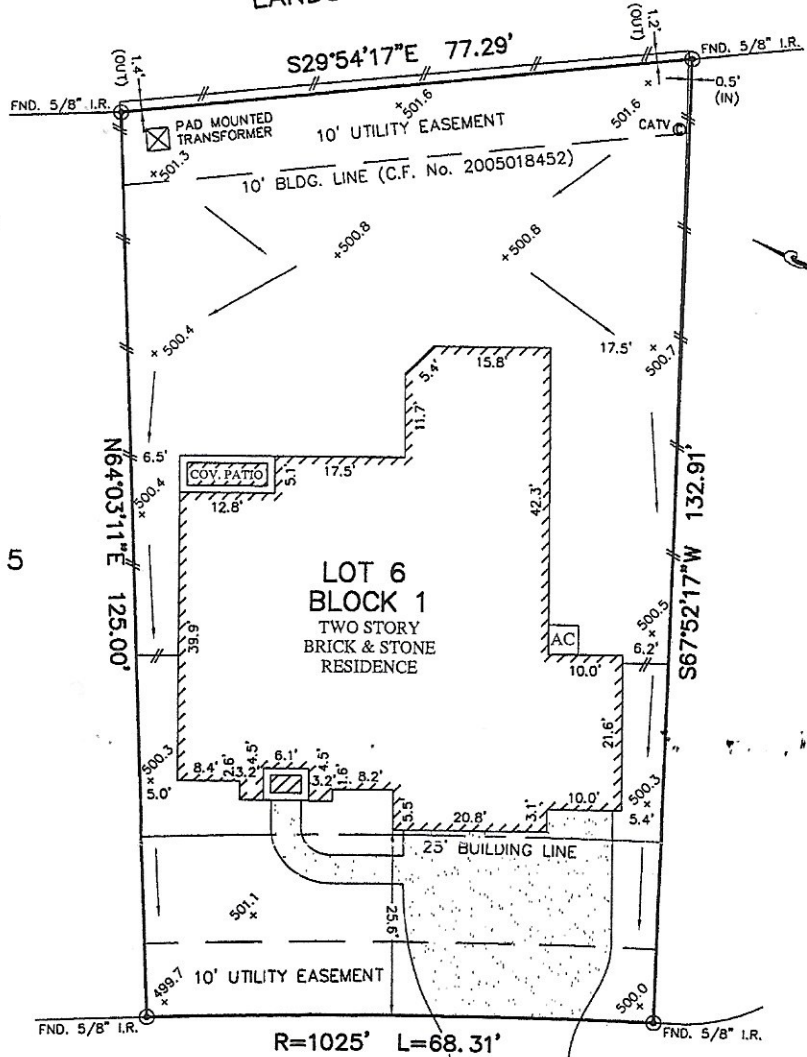 1.4'
(OUT)
S29°54'17"E 77.29'
1.2'
(OUT)
FND. 5/8" I.R.
FND. 5/8" I.R.
0.5'
(IN)
PAD MOUNTED
TRANSFORMER
501.6
501.6
CATV
C
10' UTILITY EASEMENT
501.3
10' BLDG. LINE (C.F. No. 2005018452)
500.8
500.8
500.4
17.5'
500.7
5.4'
15.8'
11.7'
N64°03'11"E 125.00'
6.5'
COV. PATIO
5.1
17.5'
12.8'
500.4
42.3'
S67°52'17"W 132.91'
5
LOT 6
BLOCK 1
TWO STORY
BRICK & STONE
RESIDENCE
39.9
AC
500.5
6.2'
10.0'
21.6'
500.3
5.0'
8.4'
2.6'
3.2'
4.5'
6.1'
4.5'
3.2'
1.6'
8.2'
5.5'
20.8'
3.1'
10.0'
500.3
5.4'
25' BUILDING LINE
501.1
25.6'
10' UTILITY EASEMENT
499.7
500.0
FND. 5/8" I.R.
R=1025' L=68.31'
FND. 5/8" I.R.